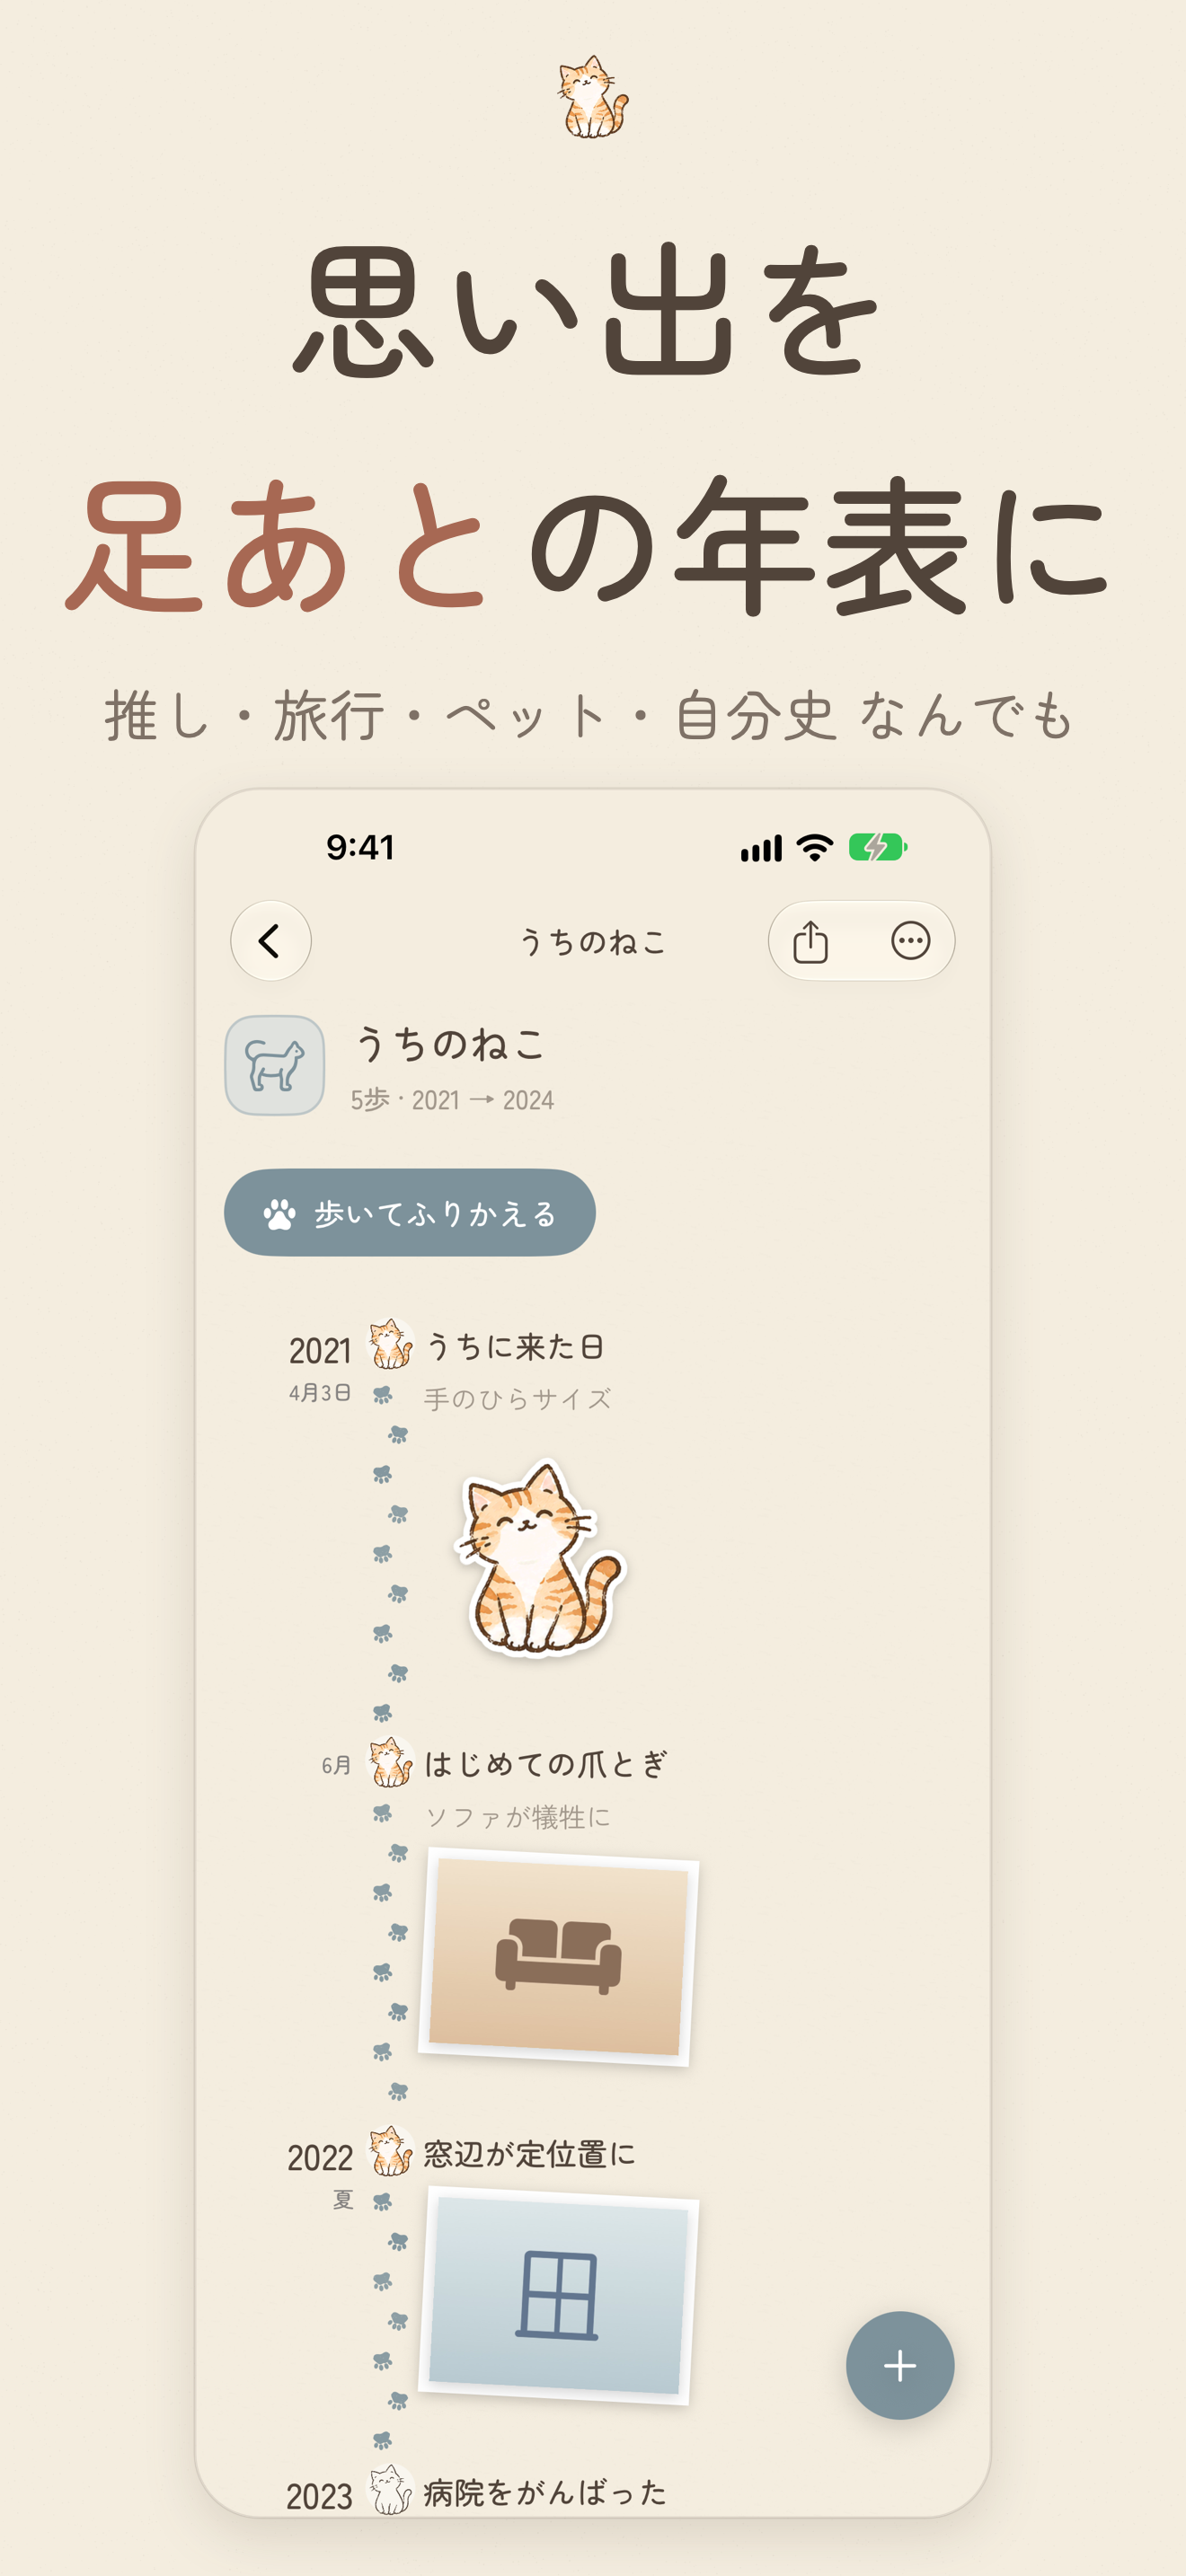 思い出を
足あとの年表に
推し・旅行・ペット・自分史 なんでも
9:41
うちのねこ
うちのねこ
5歩・2021 → 2024
歩いてふりかえる
2021 うちに来た日
4月3日 手のひらサイズ
6月 はじめての爪とぎ
ソファが犠牲に
2022 窓辺が定位置に
夏
2023 病院をがんばった